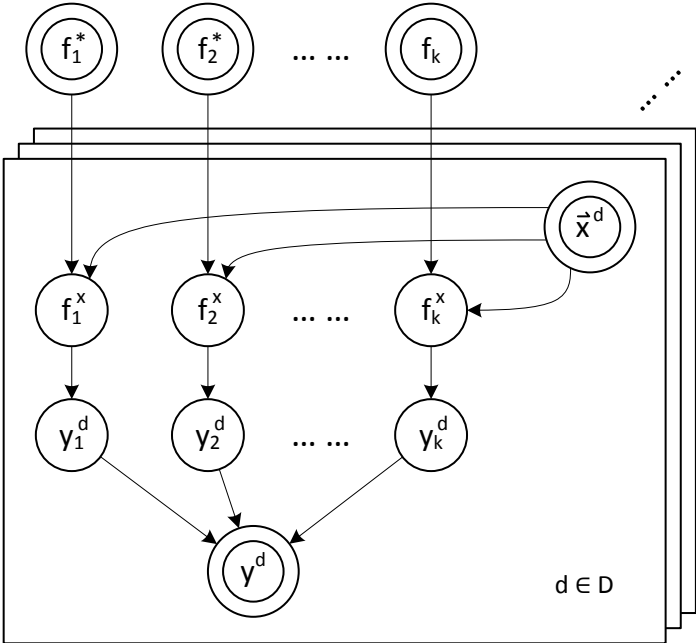 f₁* f₂* ... ... fₖ
......
x⃗ᵈ
f₁ˣ f₂ˣ ... ... fₖˣ
y₁ᵈ y₂ᵈ ... ... yₖᵈ
yᵈ
d ∈ D